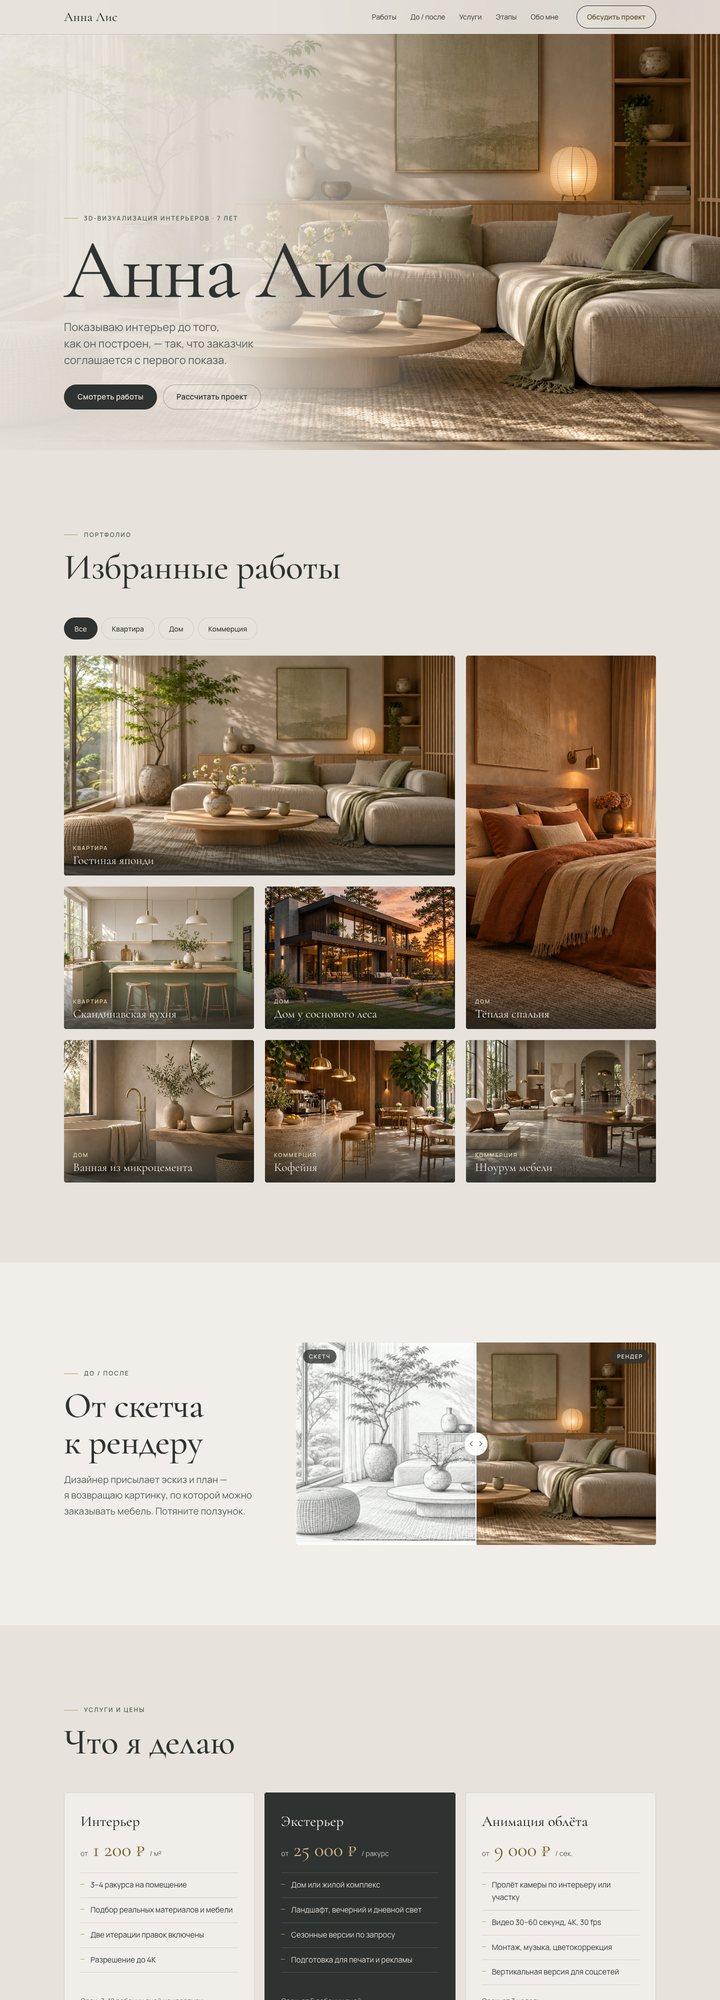 Анна Лис
Работы
До / после
Услуги
Этапы
Обо мне
Обсудить проект
3D-ВИЗУАЛИЗАЦИЯ ИНТЕРЬЕРОВ · 7 ЛЕТ
Анна Лис
Показываю интерьер до того,
как он построен, — так, что заказчик
соглашается с первого показа.
Смотреть работы
Рассчитать проект
ПОРТФОЛИО
Избранные работы
Все
Квартира
Дом
Коммерция
КВАРТИРА
Гостиная японди
КВАРТИРА
Скандинавская кухня
ДОМ
Дом у соснового леса
ДОМ
Тёплая спальня
ДОМ
Ванная из микроцемента
КОММЕРЦИЯ
Кофейня
КОММЕРЦИЯ
Шоурум мебели
ДО / ПОСЛЕ
От скетча
к рендеру
Дизайнер присылает эскиз и план —
я возвращаю картинку, по которой можно
заказывать мебель. Потяните ползунок.
СКЕТЧ
РЕНДЕР
УСЛУГИ И ЦЕНЫ
Что я делаю
Интерьер
от 1 200 ₽ / м²
3–4 ракурса на помещение
Подбор реальных материалов и мебели
Две итерации правок включены
Разрешение до 4K
Экстерьер
от 25 000 ₽ / ракурс
Дом или жилой комплекс
Ландшафт, вечерний и дневной свет
Сезонные версии по запросу
Подготовка для печати и рекламы
Анимация облёта
от 9 000 ₽ / сек.
Пролёт камеры по интерьеру или
участку
Видео 30–60 секунд, 4K, 30 fps
Монтаж, музыка, цветокоррекция
Вертикальная версия для соцсетей